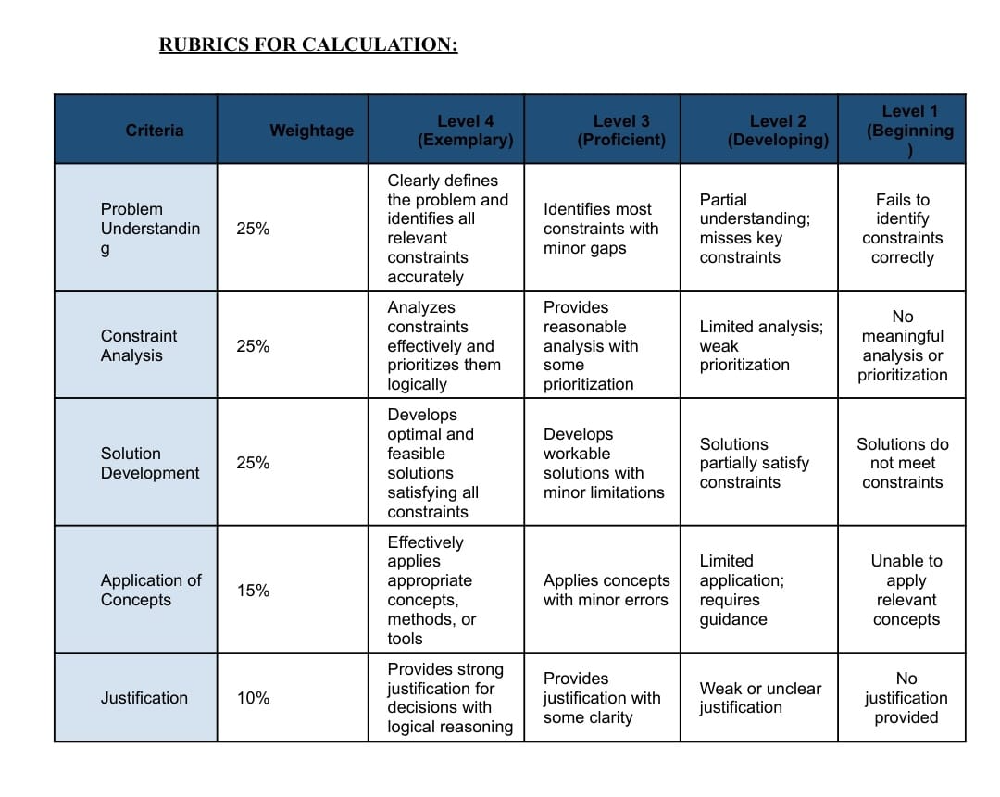 RUBRICS FOR CALCULATION:
Criteria
Weightage
Level 4
(Exemplary)
Level 3
(Proficient)
Level 2
(Developing)
Level 1
(Beginning
)
Problem
Understandin
g
25%
Clearly defines
the problem and
identifies all
relevant
constraints
accurately
Identifies most
constraints with
minor gaps
Partial
understanding;
misses key
constraints
Fails to
identify
constraints
correctly
Constraint
Analysis
25%
Analyzes
constraints
effectively and
prioritizes them
logically
Provides
reasonable
analysis with
some
prioritization
Limited analysis;
weak
prioritization
No
meaningful
analysis or
prioritization
Solution
Development
25%
Develops
optimal and
feasible
solutions
satisfying all
constraints
Develops
workable
solutions with
minor limitations
Solutions
partially satisfy
constraints
Solutions do
not meet
constraints
Application of
Concepts
15%
Effectively
applies
appropriate
concepts,
methods, or
tools
Applies concepts
with minor errors
Limited
application;
requires
guidance
Unable to
apply
relevant
concepts
Justification
10%
Provides strong
justification for
decisions with
logical reasoning
Provides
justification with
some clarity
Weak or unclear
justification
No
justification
provided